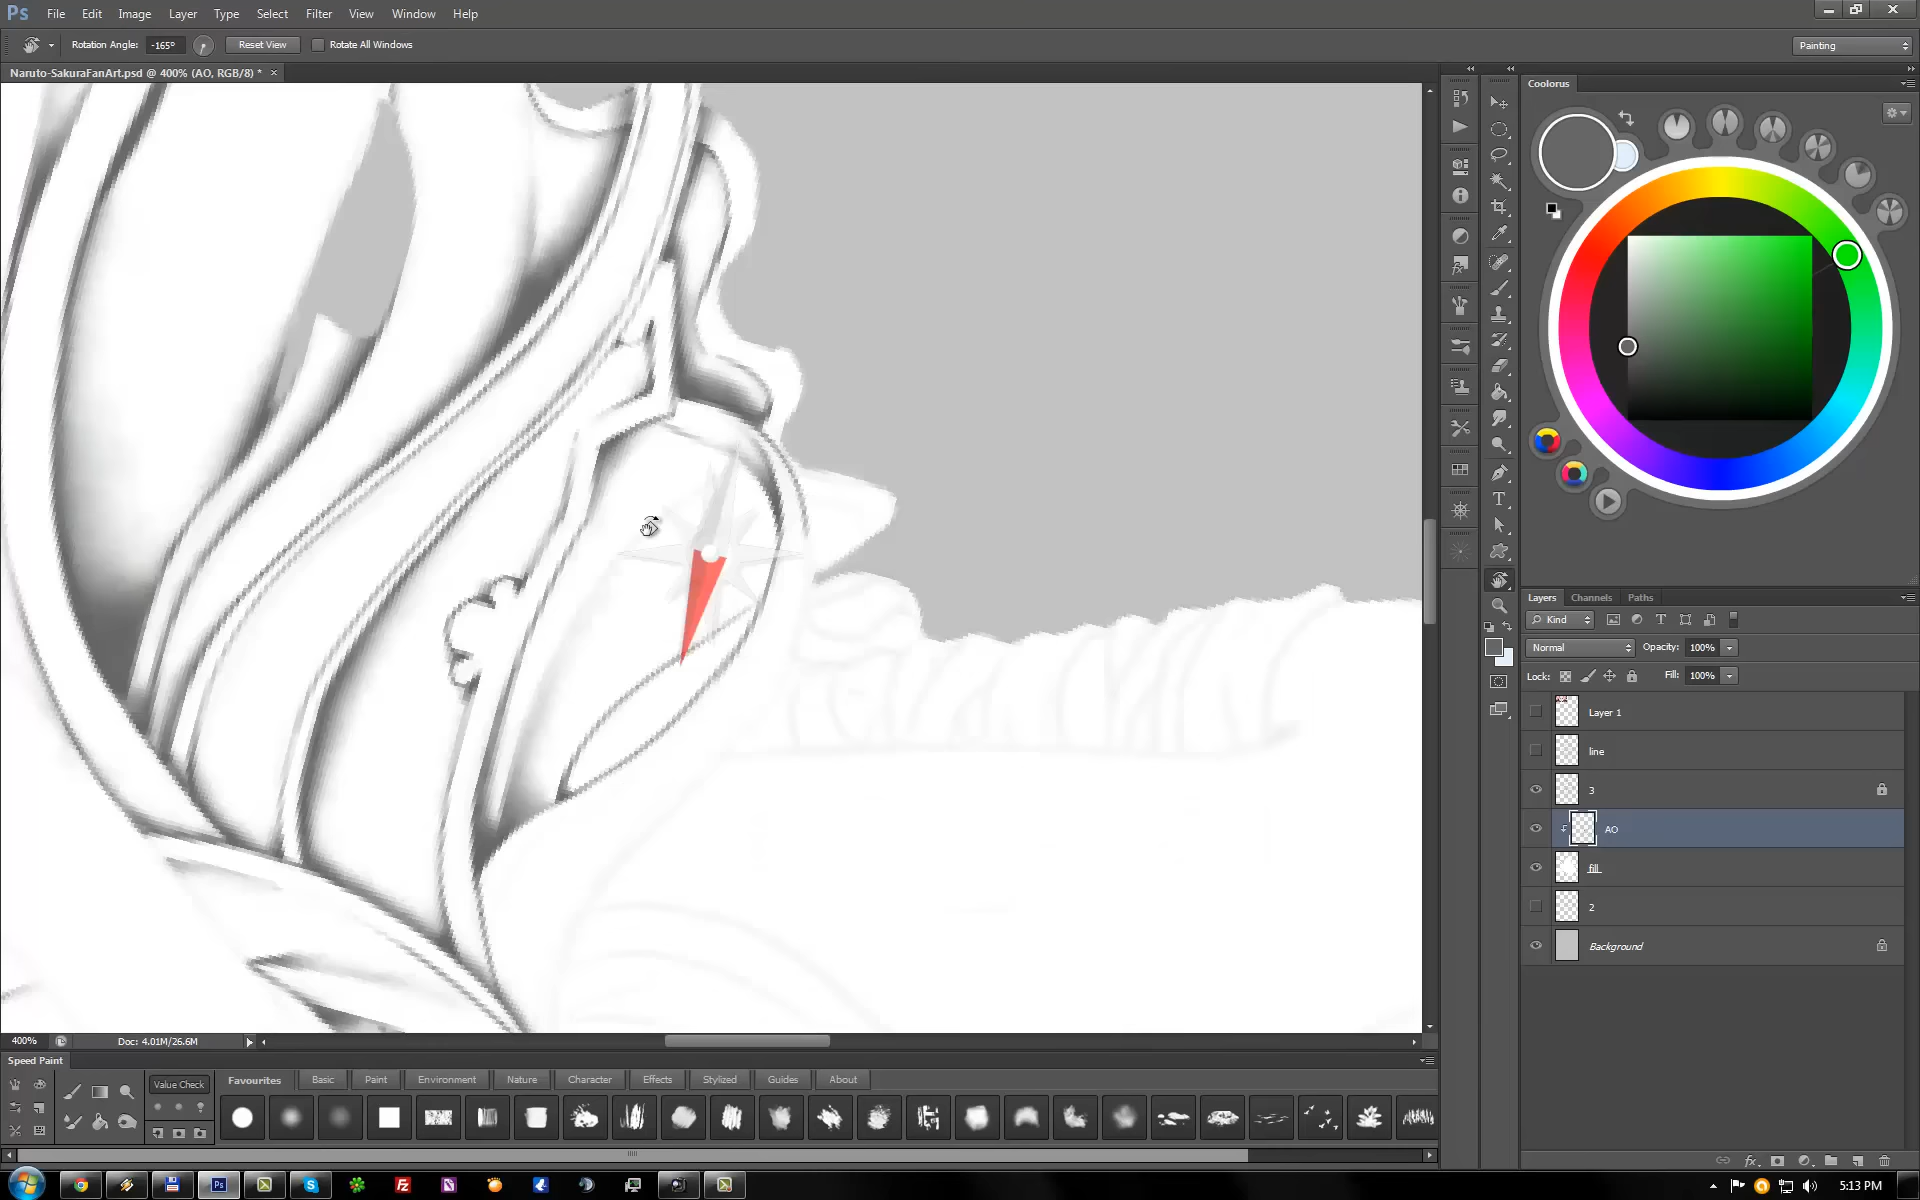 Ps File Edit Image Layer Type Select Filter View Window Help
Rotation Angle: -165° Reset View Rotate All Windows Painting
Naruto-SakuraFanArt.psd @ 400% (AO, RGB/8) * ×
Coolorus
Layers Channels Paths
Kind
Normal Opacity: 100%
Lock: Fill: 100%
Layer 1
line
3
AO
fill
2
Background
400% Doc: 4.01M/26.6M
Speed Paint
Value Check Favourites Basic Paint Environment Nature Character Effects Stylized Guides About
Ps 5:13 PM